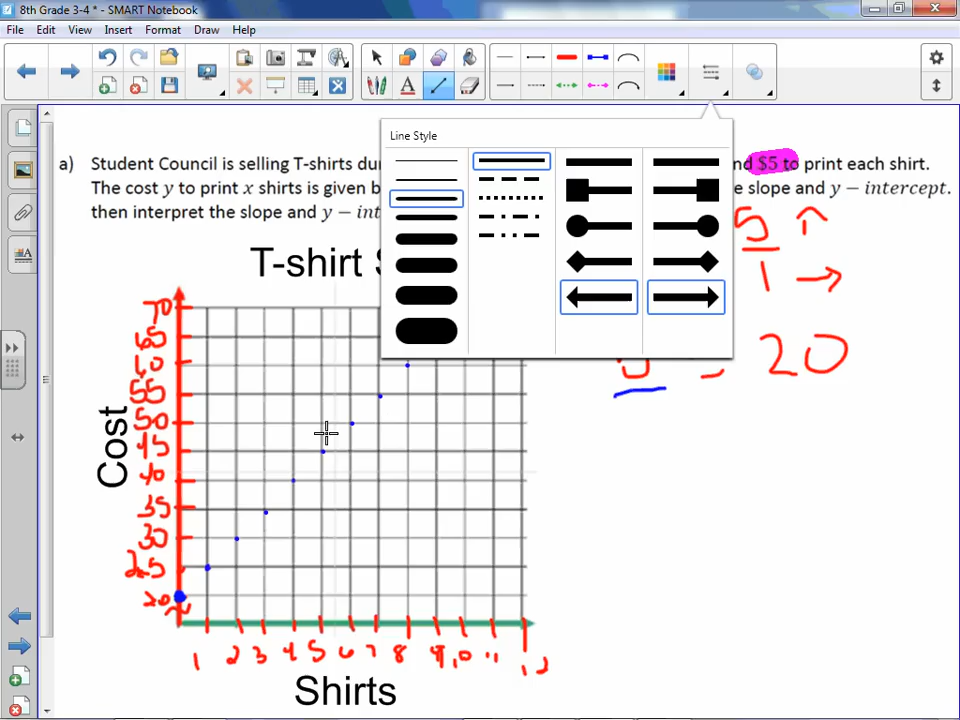 8th Grade 3-4 * - SMART Notebook
File Edit View Insert Format Draw Help
Line Style
a) Student Council is selling T-shirts du nd $5 to print each shirt.
The cost y to print x shirts is given b e slope and y − intercept.
then interpret the slope and y − int
5 ↑
1 →
20
T-shirt S
70
65
60
55
50
45
40
35
30
25
20
Cost
1 2 3 4 5 6 7 8 9 10 11 12
Shirts